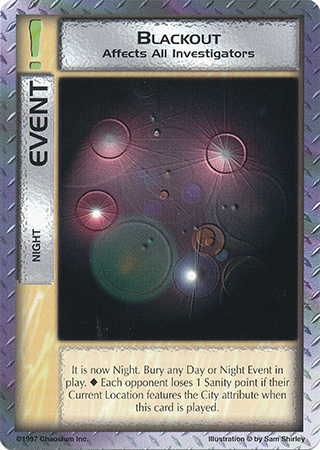 BLACKOUT
Affects All Investigators
EVENT
NIGHT
It is now Night. Bury any Day or Night Event in
play. ◆ Each opponent loses 1 Sanity point if their
Current Location features the City attribute when
this card is played.
©1997 Chaosium Inc.
Illustration © by Sam Shirley